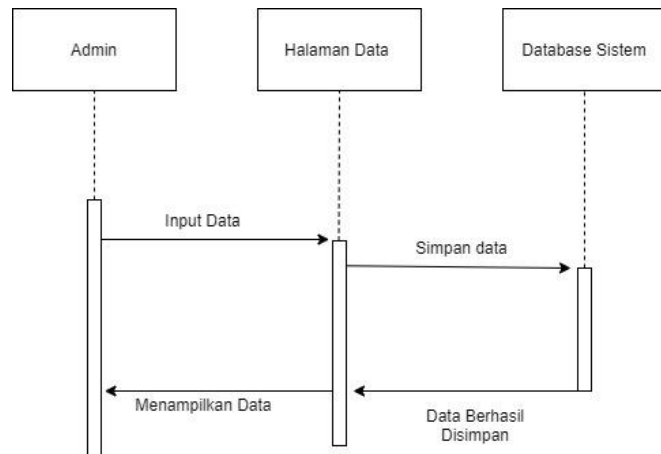 Admin
Halaman Data
Database Sistem
Input Data
Simpan data
Menampilkan Data
Data Berhasil
Disimpan